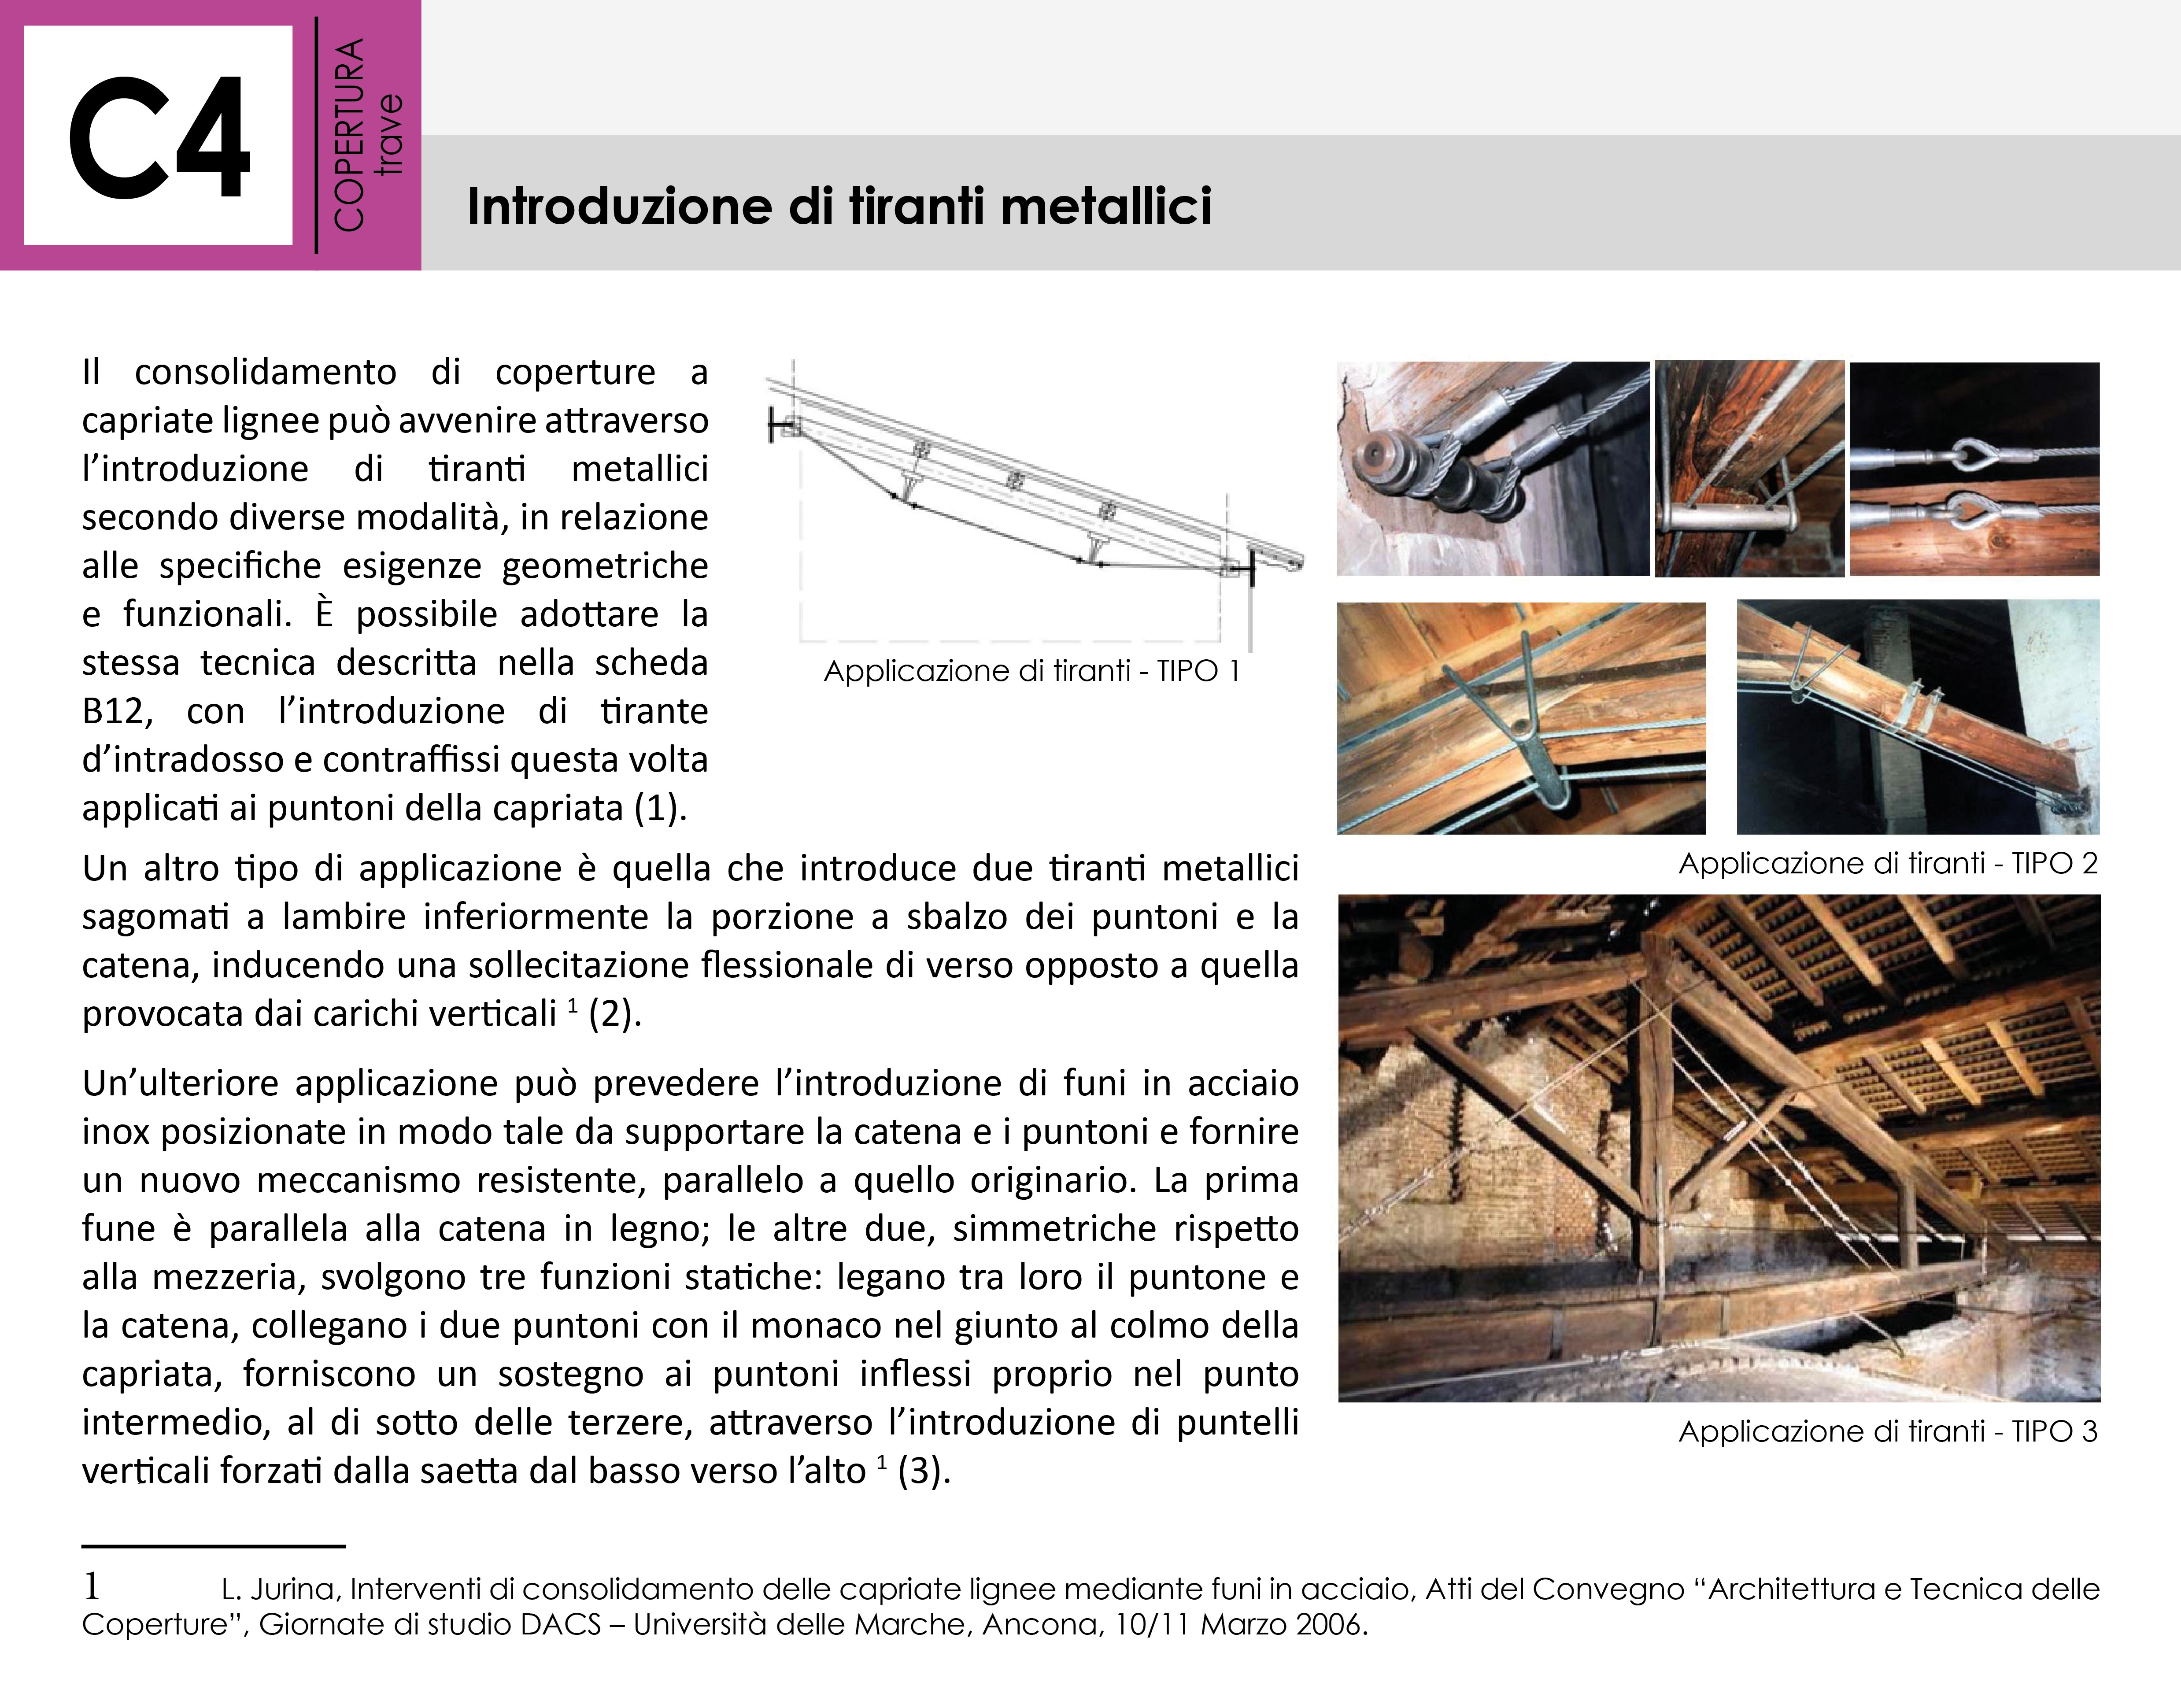 C4
COPERTURA
trave
Introduzione di tiranti metallici
Il consolidamento di coperture a
capriate lignee può avvenire attraverso
l’introduzione di tiranti metallici
secondo diverse modalità, in relazione
alle specifiche esigenze geometriche
e funzionali. È possibile adottare la
stessa tecnica descritta nella scheda
B12, con l’introduzione di tirante
d’intradosso e contraffissi questa volta
applicati ai puntoni della capriata (1).
Applicazione di tiranti - TIPO 1
Un altro tipo di applicazione è quella che introduce due tiranti metallici
sagomati a lambire inferiormente la porzione a sbalzo dei puntoni e la
catena, inducendo una sollecitazione flessionale di verso opposto a quella
provocata dai carichi verticali ¹ (2).
Un’ulteriore applicazione può prevedere l’introduzione di funi in acciaio
inox posizionate in modo tale da supportare la catena e i puntoni e fornire
un nuovo meccanismo resistente, parallelo a quello originario. La prima
fune è parallela alla catena in legno; le altre due, simmetriche rispetto
alla mezzeria, svolgono tre funzioni statiche: legano tra loro il puntone e
la catena, collegano i due puntoni con il monaco nel giunto al colmo della
capriata, forniscono un sostegno ai puntoni inflessi proprio nel punto
intermedio, al di sotto delle terzere, attraverso l’introduzione di puntelli
verticali forzati dalla saetta dal basso verso l’alto ¹ (3).
Applicazione di tiranti - TIPO 2
Applicazione di tiranti - TIPO 3
1 L. Jurina, Interventi di consolidamento delle capriate lignee mediante funi in acciaio, Atti del Convegno “Architettura e Tecnica delle
Coperture”, Giornate di studio DACS – Università delle Marche, Ancona, 10/11 Marzo 2006.